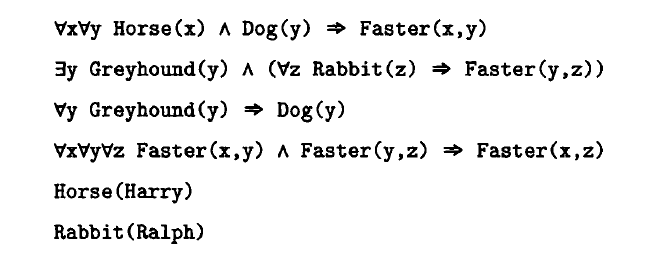 ∀x∀y Horse(x) ∧ Dog(y) ⇒ Faster(x,y)
∃y Greyhound(y) ∧ (∀z Rabbit(z) ⇒ Faster(y,z))
∀y Greyhound(y) ⇒ Dog(y)
∀x∀y∀z Faster(x,y) ∧ Faster(y,z) ⇒ Faster(x,z)
Horse(Harry)
Rabbit(Ralph)